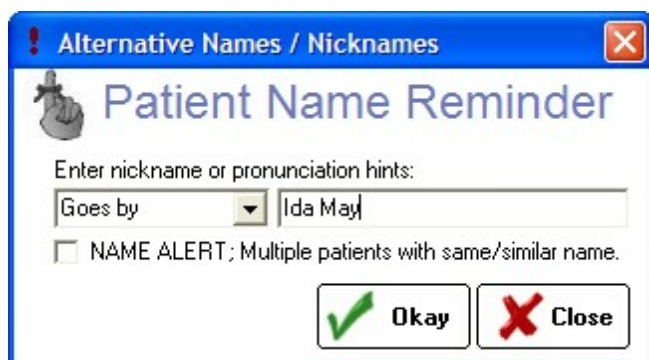 Alternative Names / Nicknames
Patient Name Reminder
Enter nickname or pronunciation hints:
Goes by Ida May
NAME ALERT; Multiple patients with same/similar name.
Okay Close